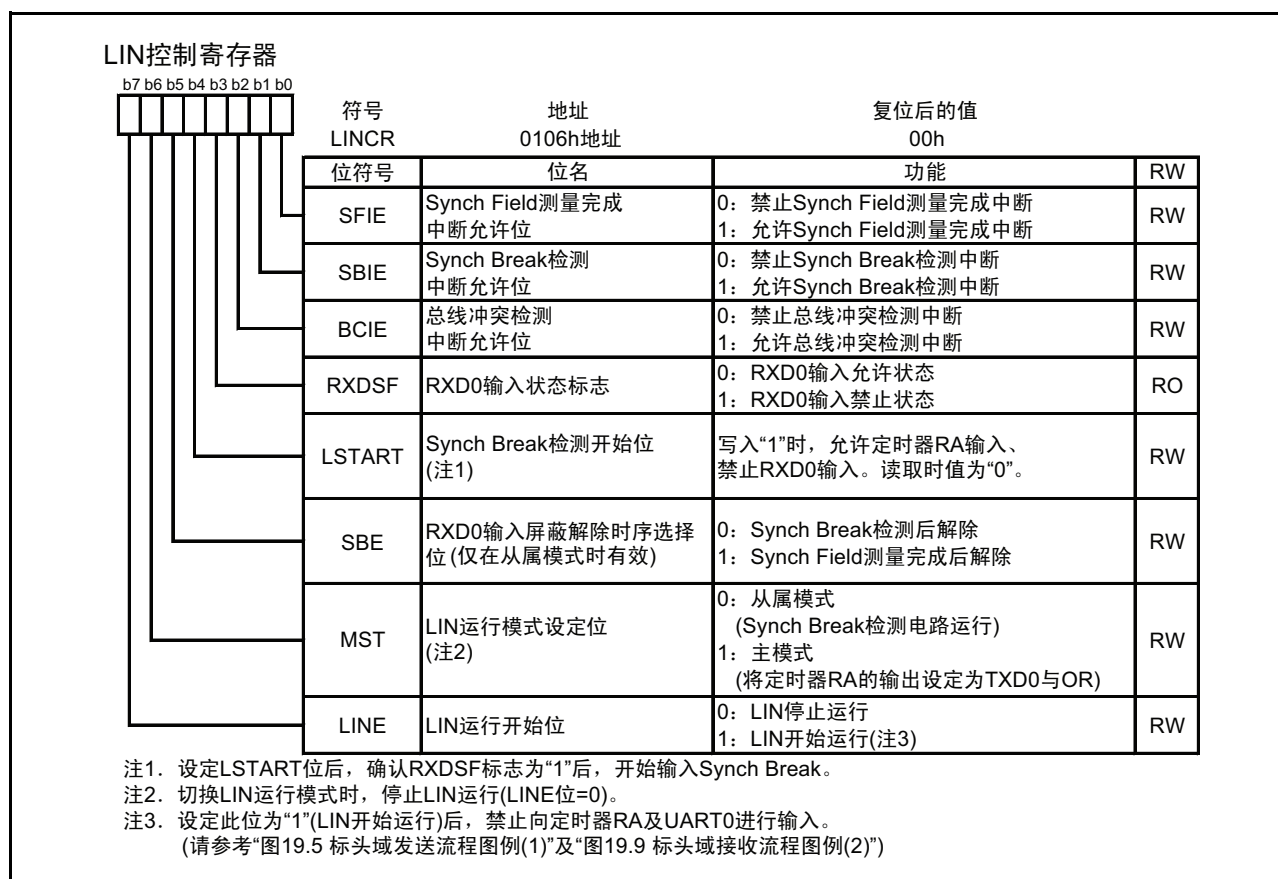 LIN控制寄存器
b7 b6 b5 b4 b3 b2 b1 b0
符号 地址 复位后的值
LINCR 0106h地址 00h
位符号 位名 功能 RW
SFIE Synch Field测量完成 0：禁止Synch Field测量完成中断 RW
中断允许位 1：允许Synch Field测量完成中断
SBIE Synch Break检测 0：禁止Synch Break检测中断 RW
中断允许位 1：允许Synch Break检测中断
BCIE 总线冲突检测 0：禁止总线冲突检测中断 RW
中断允许位 1：允许总线冲突检测中断
RXDSF RXD0输入状态标志 0：RXD0输入允许状态 RO
1：RXD0输入禁止状态
LSTART Synch Break检测开始位 写入“1”时，允许定时器RA输入、 RW
(注1) 禁止RXD0输入。读取时值为“0”。
SBE RXD0输入屏蔽解除时序选择 0：Synch Break检测后解除 RW
位(仅在从属模式时有效) 1：Synch Field测量完成后解除
MST LIN运行模式设定位 0：从属模式 RW
(注2) (Synch Break检测电路运行)
1：主模式
(将定时器RA的输出设定为TXD0与OR)
LINE LIN运行开始位 0：LIN停止运行 RW
1：LIN开始运行(注3)
注1. 设定LSTART位后，确认RXDSF标志为“1”后，开始输入Synch Break。
注2. 切换LIN运行模式时，停止LIN运行(LINE位=0)。
注3. 设定此位为“1”(LIN开始运行)后，禁止向定时器RA及UART0进行输入。
(请参考“图19.5 标头域发送流程图例(1)”及“图19.9 标头域接收流程图例(2)”)